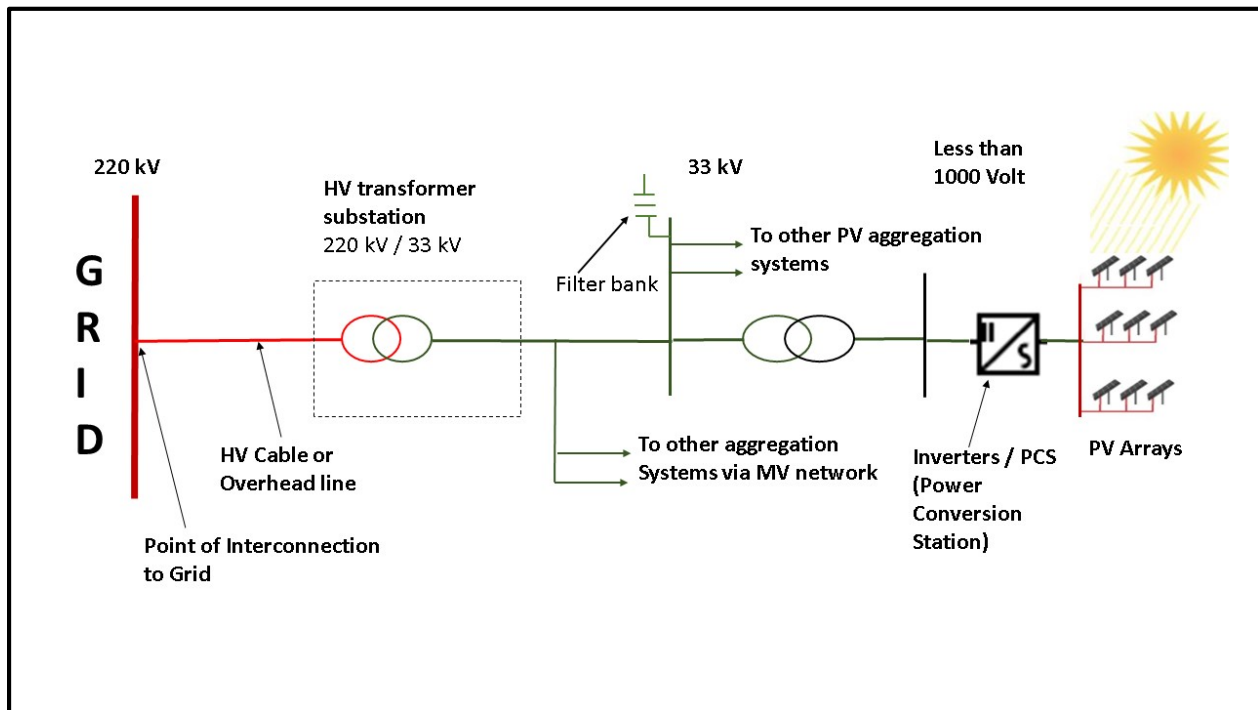 220 kV
GRID
HV transformer
substation
220 kV / 33 kV
HV Cable or
Overhead line
Point of Interconnection
to Grid
Filter bank
33 kV
To other PV aggregation
systems
To other aggregation
Systems via MV network
Less than
1000 Volt
Inverters / PCS
(Power
Conversion
Station)
PV Arrays